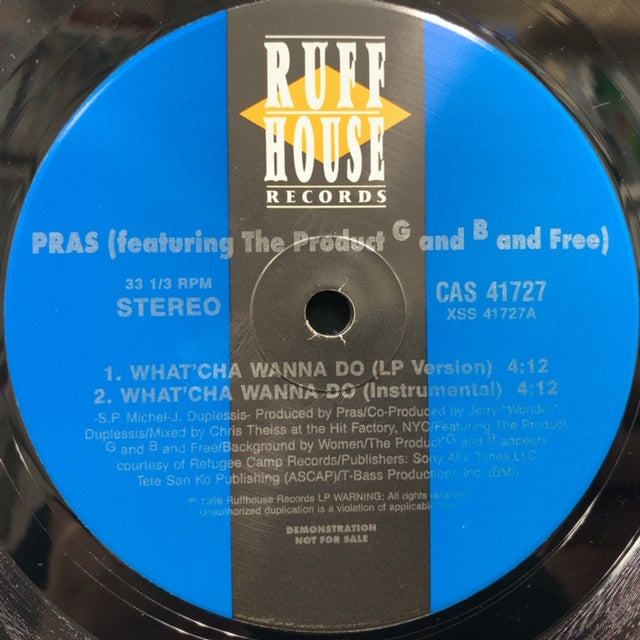 RUFF
HOUSE
RECORDS
PRAS (featuring The Product G and B and Free)
33 1/3 RPM
STEREO
CAS 41727
XSS 41727A
1. WHAT'CHA WANNA DO (LP Version) 4:12
2. WHAT'CHA WANNA DO (Instrumental) 4:12
-S.P. Michel-J. Duplessis- Produced by Pras/Co-Produced by Jerry "Wonder"
Duplessis/Mixed by Chris Theiss at the Hit Factory, NYC/Featuring The Product
G and B and Free/Background by Women/The Product G and B appears
courtesy of Refugee Camp Records/Publishers: Sony ATV Tunes LLC
Tete San Ko Publishing (ASCAP)/T-Bass Productions Inc. (BMI)
℗ 1998 Ruffhouse Records LP WARNING: All rights reserved.
Unauthorized duplication is a violation of applicable laws.
DEMONSTRATION
NOT FOR SALE